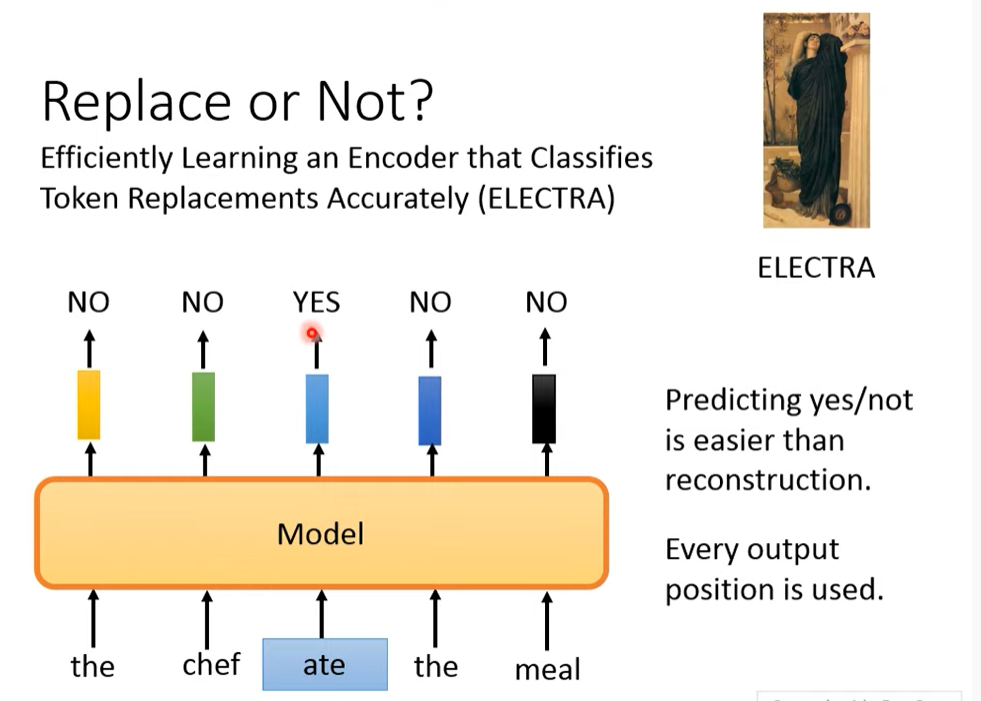 Replace or Not?
Efficiently Learning an Encoder that Classifies
Token Replacements Accurately (ELECTRA)
ELECTRA
NO NO YES NO NO
Predicting yes/not
is easier than
reconstruction.
Model
Every output
position is used.
the chef ate the meal